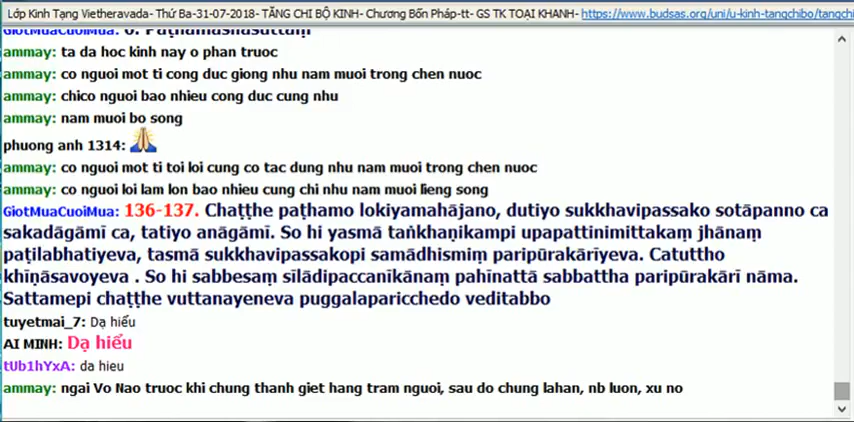 Lớp Kinh Tạng Vietheravada- Thứ Ba-31-07-2018- TĂNG CHI BỘ KINH- Chương Bốn Pháp-tt- GS TK TOẠI KHANH- https://www.budsas.org/uni/u-kinh-tangchibo/tangchi
GiotMuaCuoiMua: 6. Paṭhamasīlasuttaṃ
ammay: ta da hoc kinh nay o phan truoc
ammay: co nguoi mot ti cong duc giong nhu nam muoi trong chen nuoc
ammay: chico nguoi bao nhieu cong duc cung nhu
ammay: nam muoi bo song
phuong anh 1314: 🙏
ammay: co nguoi mot ti toi loi cung co tac dung nhu nam muoi trong chen nuoc
ammay: co nguoi loi lam lon bao nhieu cung chi nhu nam muoi lieng song
GiotMuaCuoiMua: 136-137. Chaṭṭhe paṭhamo lokiyamahājano, dutiyo sukkhavipassako sotāpanno ca
sakadāgāmī ca, tatiyo anāgāmī. So hi yasmā taṅkhaṇikampi upapattinimittakaṃ jhānaṃ
paṭilabhatiyeva, tasmā sukkhavipassakopi samādhismiṃ paripūrakārīyeva. Catuttho
khīṇāsavoyeva . So hi sabbesaṃ sīlādipaccanīkānaṃ pahīnattā sabbattha paripūrakārī nāma.
Sattamepi chaṭṭhe vuttanayeneva puggalaparicchedo veditabbo
tuyetmai_7: Dạ hiểu
AI MINH: Dạ hiểu
tUb1hYxA: da hieu
ammay: ngai Vo Nao truoc khi chung thanh giet hang tram nguoi, sau do chung lahan, nb luon, xu no